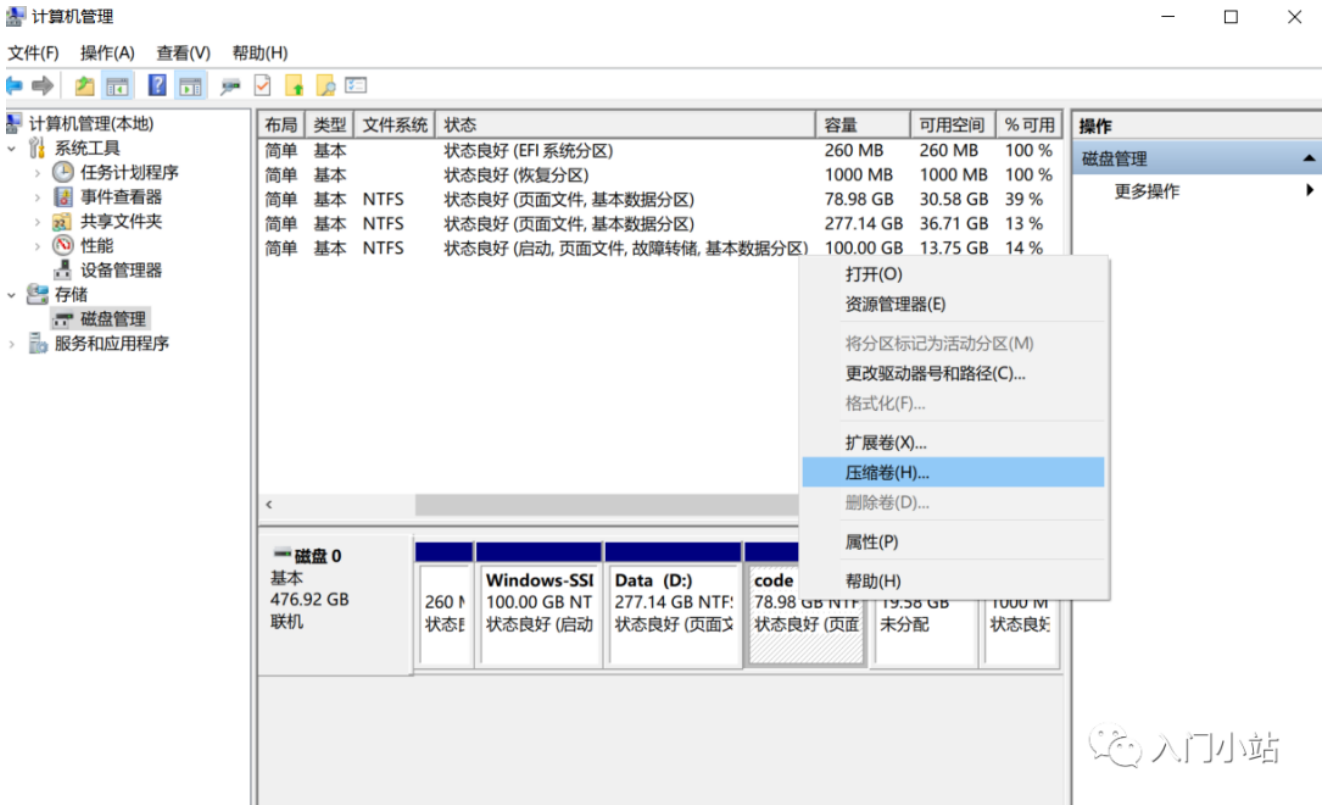 计算机管理
文件(F) 操作(A) 查看(V) 帮助(H)
计算机管理(本地)
系统工具
任务计划程序
事件查看器
共享文件夹
性能
设备管理器
存储
磁盘管理
服务和应用程序
布局 类型 文件系统 状态 容量 可用空间 % 可用
简单 基本 状态良好 (EFI 系统分区) 260 MB 260 MB 100 %
简单 基本 状态良好 (恢复分区) 1000 MB 1000 MB 100 %
简单 基本 NTFS 状态良好 (页面文件, 基本数据分区) 78.98 GB 30.58 GB 39 %
简单 基本 NTFS 状态良好 (页面文件, 基本数据分区) 277.14 GB 36.71 GB 13 %
简单 基本 NTFS 状态良好 (启动, 页面文件, 故障转储, 基本数据分区) 100.00 GB 13.75 GB 14 %
打开(O)
资源管理器(E)
将分区标记为活动分区(M)
更改驱动器号和路径(C)...
格式化(F)...
扩展卷(X)...
压缩卷(H)...
删除卷(D)...
属性(P)
帮助(H)
磁盘 0
基本
476.92 GB
联机
260
状态
Windows-SSI
100.00 GB NT
状态良好 (启动
Data (D:)
277.14 GB NTF
状态良好 (页面文
code
78.98 GB NTF
状态良好 (页面
19.58 GB
未分配
1000 M
状态良好
操作
磁盘管理
更多操作
入门小站